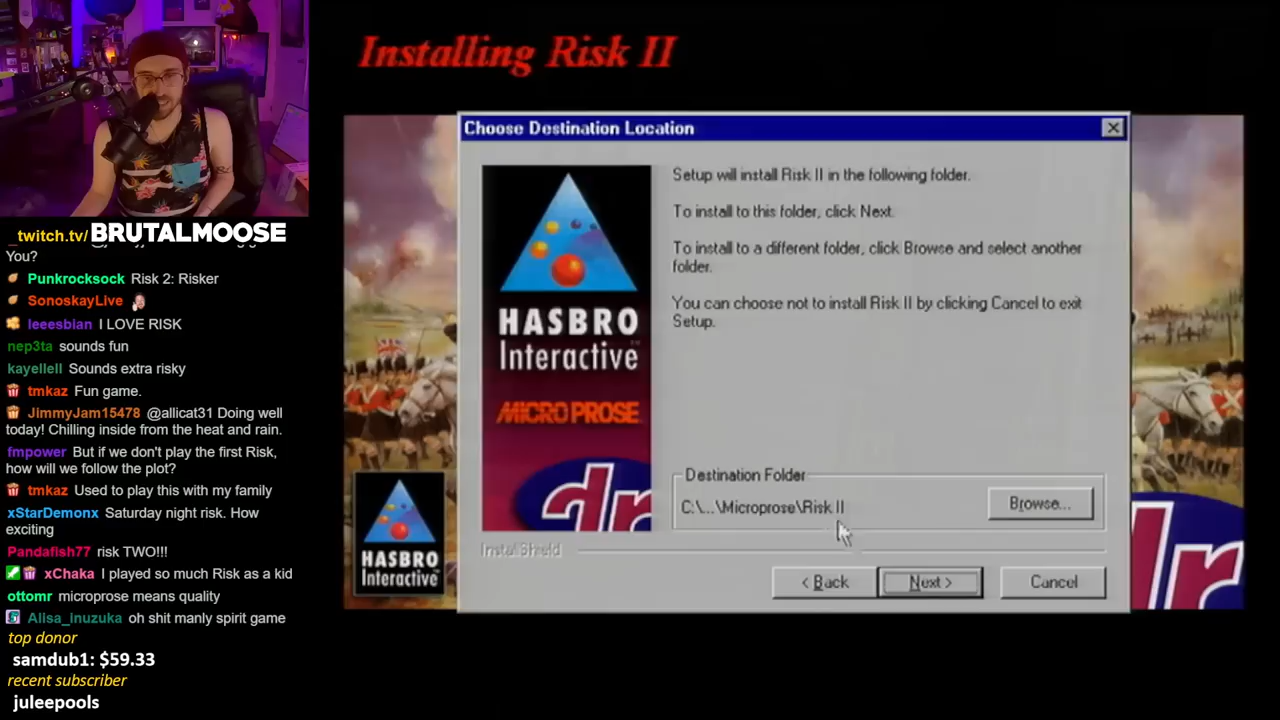 Installing Risk II
Choose Destination Location
Setup will install Risk II in the following folder.
To install to this folder, click Next.
To install to a different folder, click Browse and select another
folder.
You can choose not to install Risk II by clicking Cancel to exit
Setup.
HASBRO
Interactive™
MICROPROSE
Destination Folder
C:\...\Microprose\Risk II
Browse...
InstallShield
< Back
Next >
Cancel
HASBRO
Interactive
twitch.tv/BRUTALMOOSE
You?
Punkrocksock Risk 2: Risker
SonoskayLive
leeesbian I LOVE RISK
nep3ta sounds fun
kayellell Sounds extra risky
tmkaz Fun game.
JimmyJam15478 @allicat31 Doing well
today! Chilling inside from the heat and rain.
fmpower But if we don't play the first Risk,
how will we follow the plot?
tmkaz Used to play this with my family
xStarDemonx Saturday night risk. How
exciting
Pandafish77 risk TWO!!!
xChaka I played so much Risk as a kid
ottomr microprose means quality
Alisa_Inuzuka oh shit manly spirit game
top donor
samdub1: $59.33
recent subscriber
juleepools